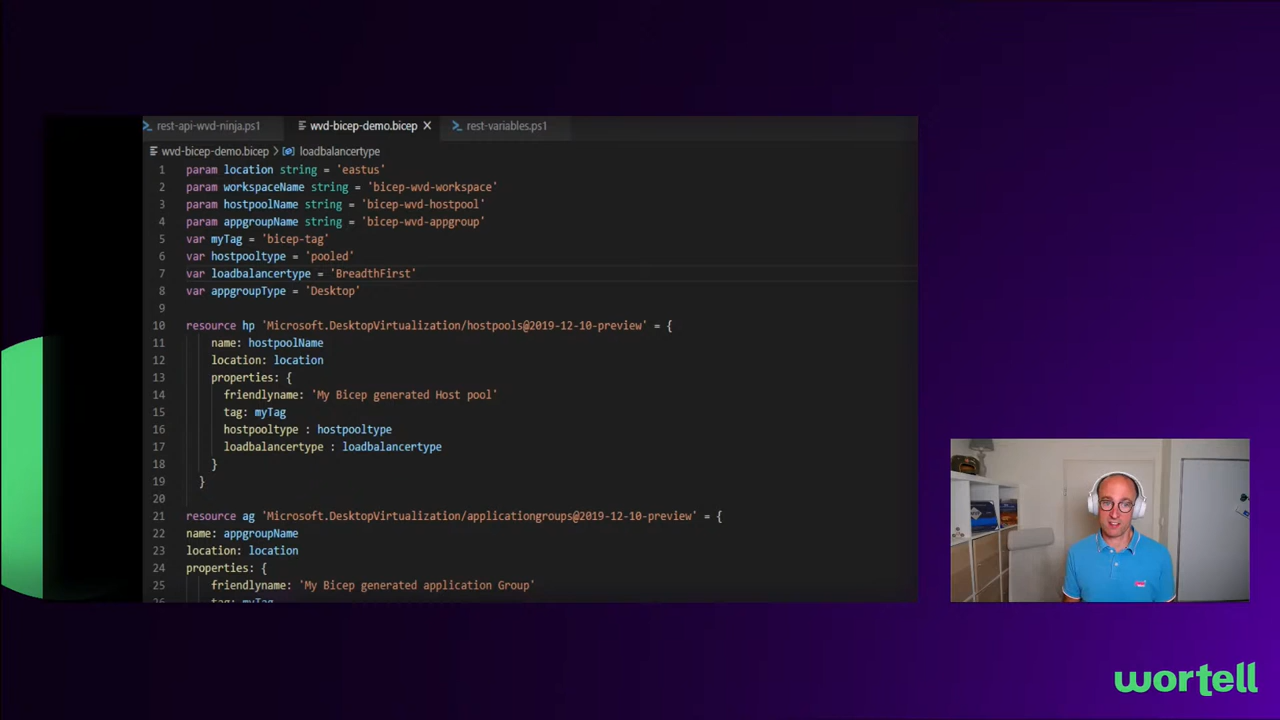 rest-api-wvd-ninja.ps1
wvd-bicep-demo.bicep
rest-variables.ps1
wvd-bicep-demo.bicep > loadbalancertype
1 param location string = 'eastus'
2 param workspaceName string = 'bicep-wvd-workspace'
3 param hostpoolName string = 'bicep-wvd-hostpool'
4 param appgroupName string = 'bicep-wvd-appgroup'
5 var myTag = 'bicep-tag'
6 var hostpooltype = 'pooled'
7 var loadbalancertype = 'BreadthFirst'
8 var appgroupType = 'Desktop'
9
10 resource hp 'Microsoft.DesktopVirtualization/hostpools@2019-12-10-preview' = {
11 name: hostpoolName
12 location: location
13 properties: {
14 friendlyname: 'My Bicep generated Host pool'
15 tag: myTag
16 hostpooltype : hostpooltype
17 loadbalancertype : loadbalancertype
18 }
19 }
20
21 resource ag 'Microsoft.DesktopVirtualization/applicationgroups@2019-12-10-preview' = {
22 name: appgroupName
23 location: location
24 properties: {
25 friendlyname: 'My Bicep generated application Group'
26 tag: myTag
wortell